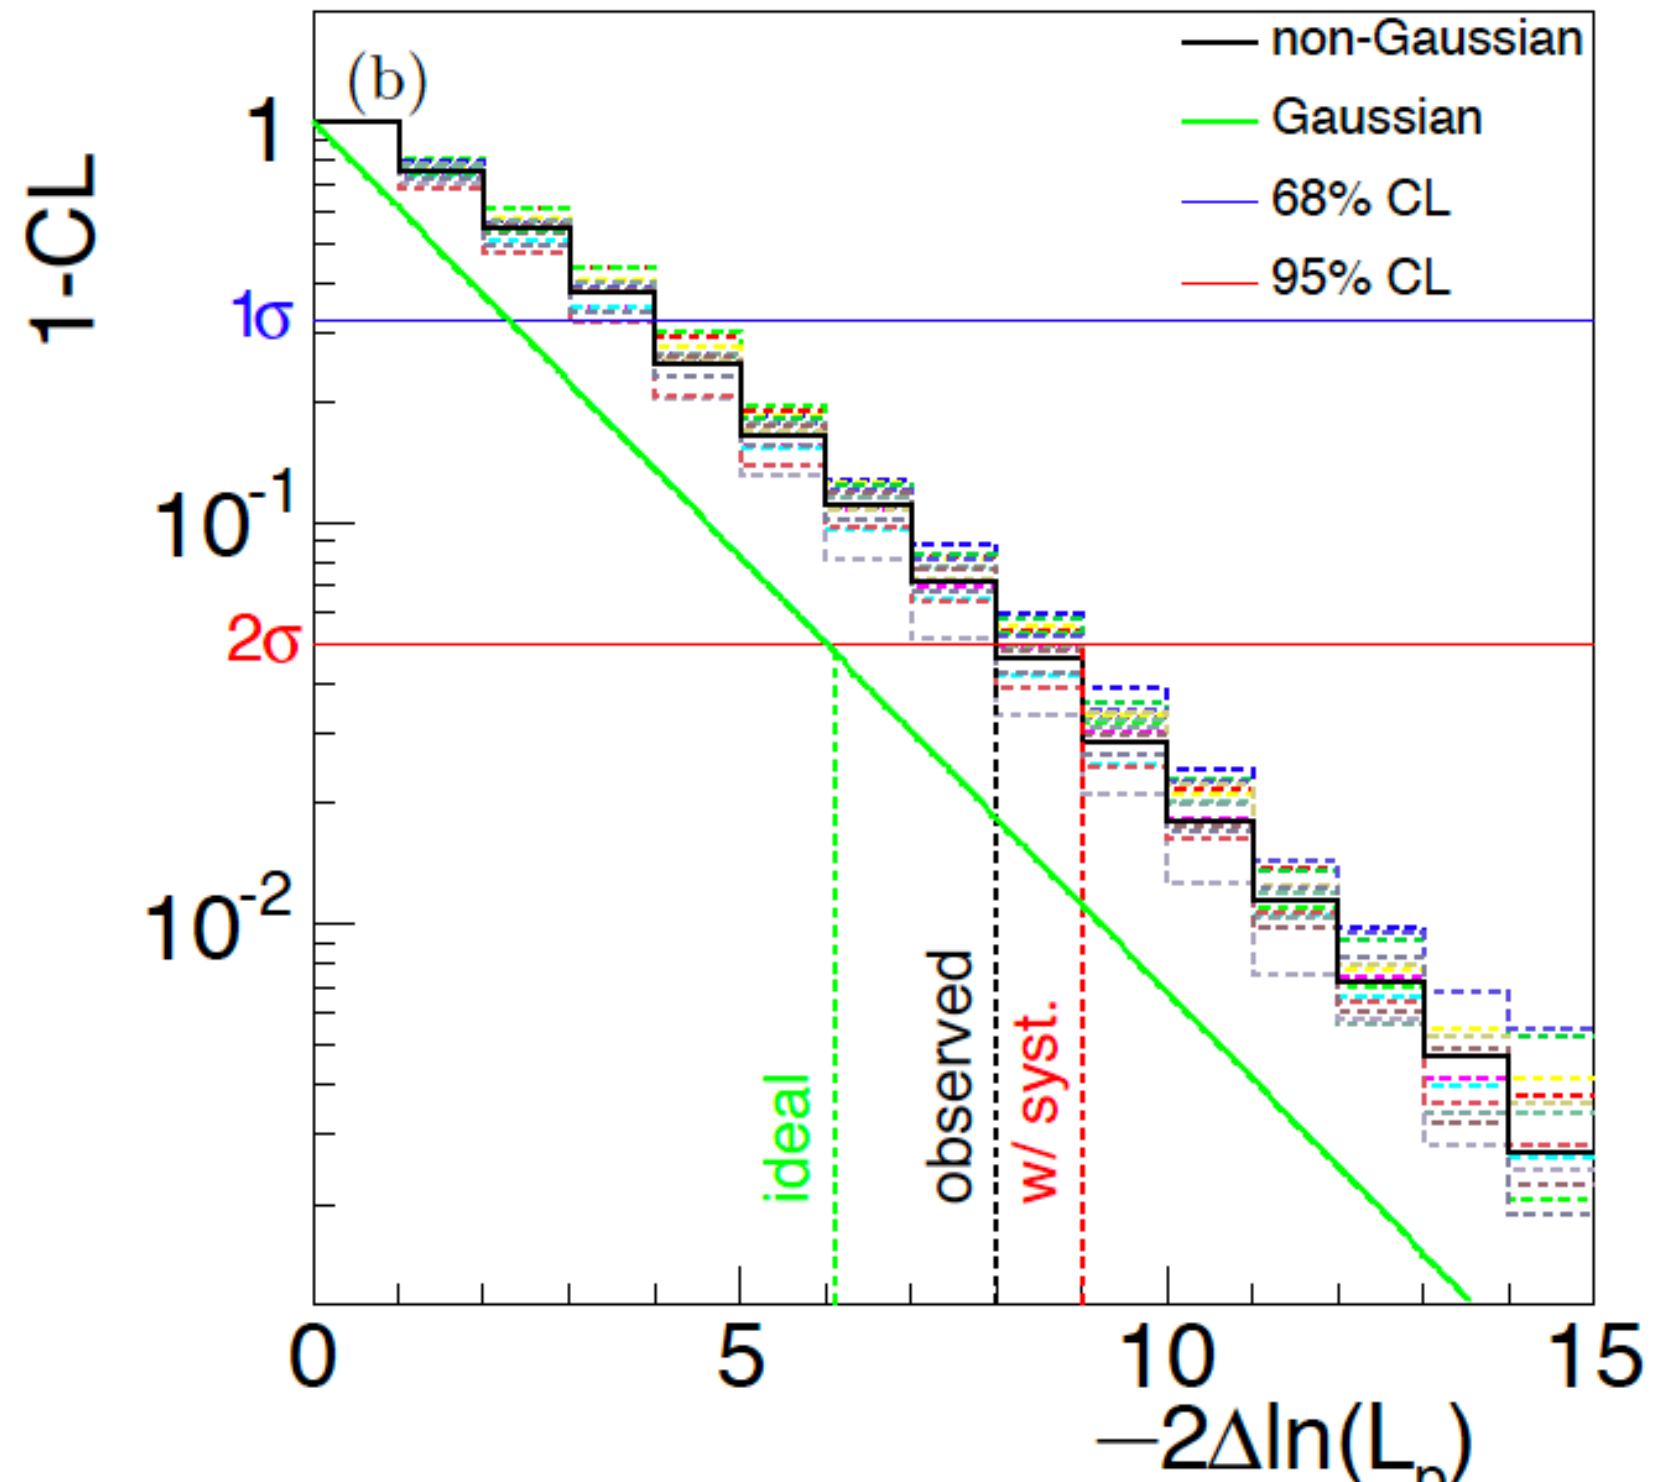 (b)
non-Gaussian
Gaussian
68% CL
95% CL
1-CL
1
1σ
10⁻¹
2σ
10⁻²
ideal
observed
w/ syst.
0 5 10 15
−2Δln(Lₚ)